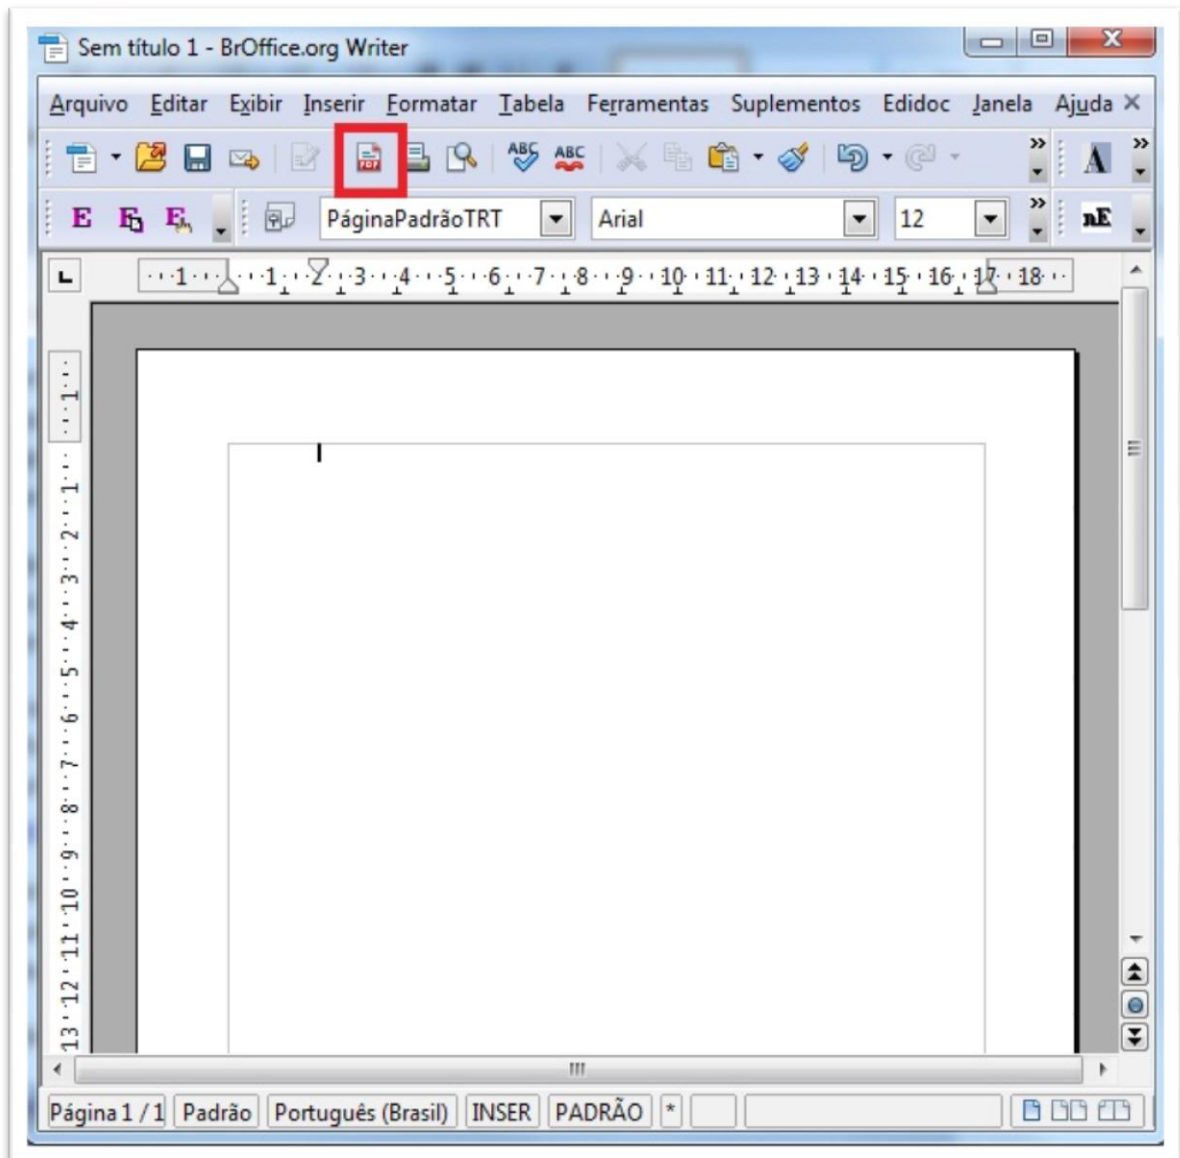 Sem título 1 - BrOffice.org Writer
Arquivo Editar Exibir Inserir Formatar Tabela Ferramentas Suplementos Edidoc Janela Ajuda
PDF ABC ABC A
E E E PáginaPadrãoTRT Arial 12 nE
1 1 2 3 4 5 6 7 8 9 10 11 12 13 14 15 16 17 18
1
1
2
3
4
5
6
7
8
9
10
11
12
13
Página 1 / 1 Padrão Português (Brasil) INSER PADRÃO *